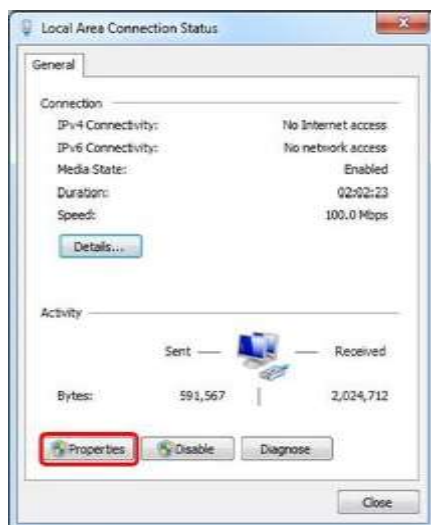 Local Area Connection Status
General
Connection
IPv4 Connectivity: No Internet access
IPv6 Connectivity: No network access
Media State: Enabled
Duration: 02:02:23
Speed: 100.0 Mbps
Details...
Activity
Sent Received
Bytes: 591,567 2,024,712
Properties Disable Diagnose
Close